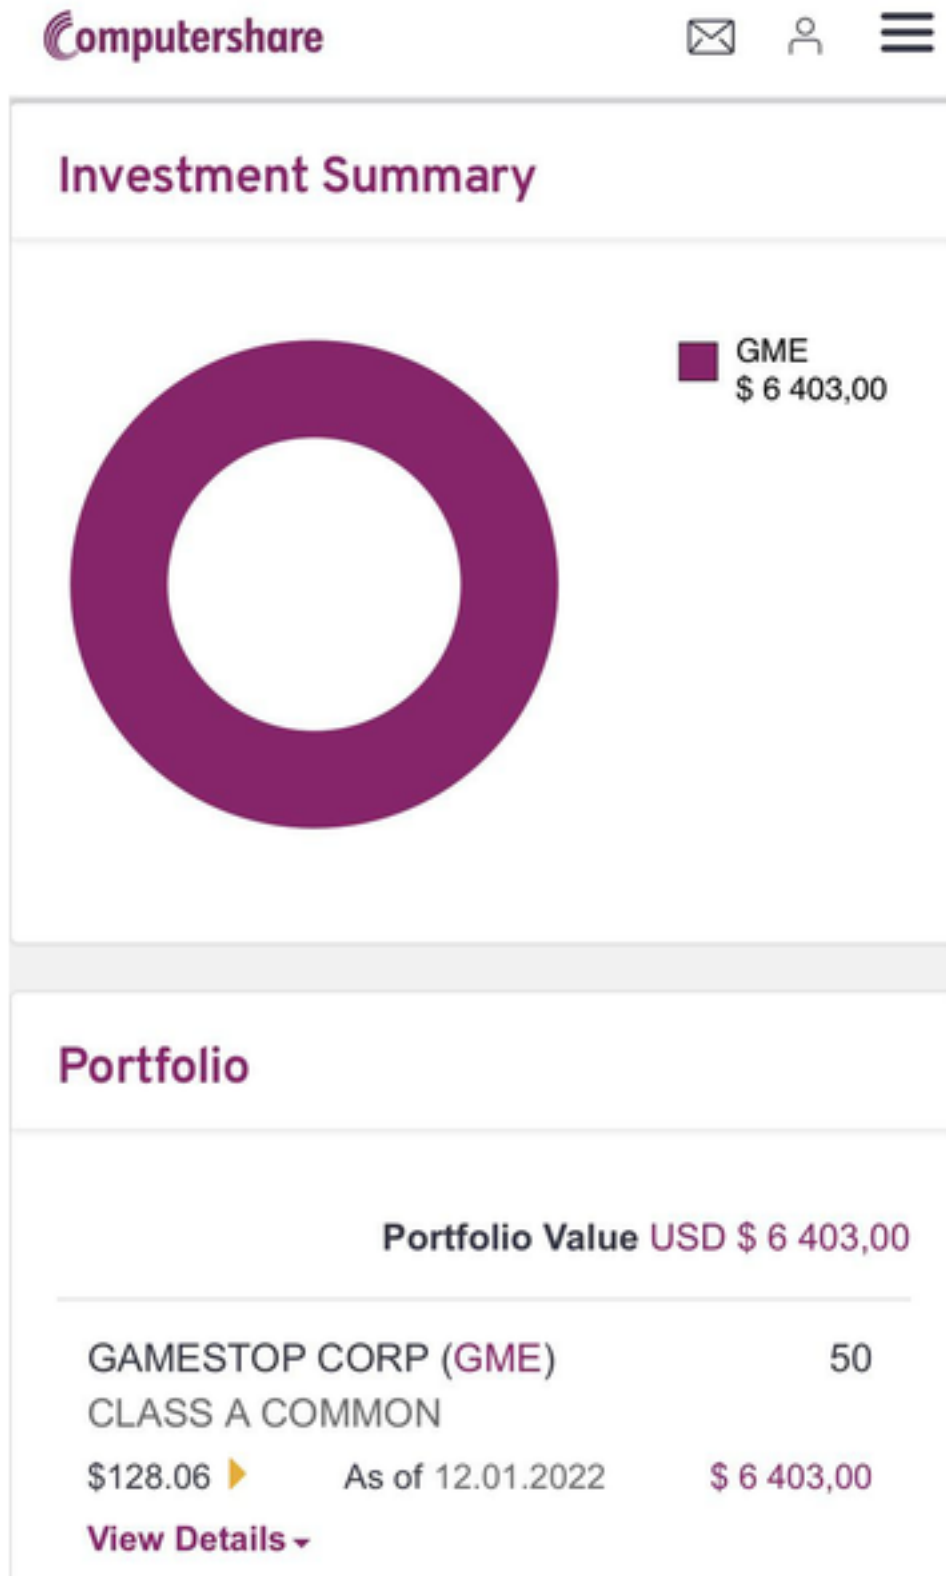 Computershare
Investment Summary
GME
$ 6 403,00
Portfolio
Portfolio Value USD $ 6 403,00
GAMESTOP CORP (GME) 50
CLASS A COMMON
$128.06 As of 12.01.2022 $ 6 403,00
View Details